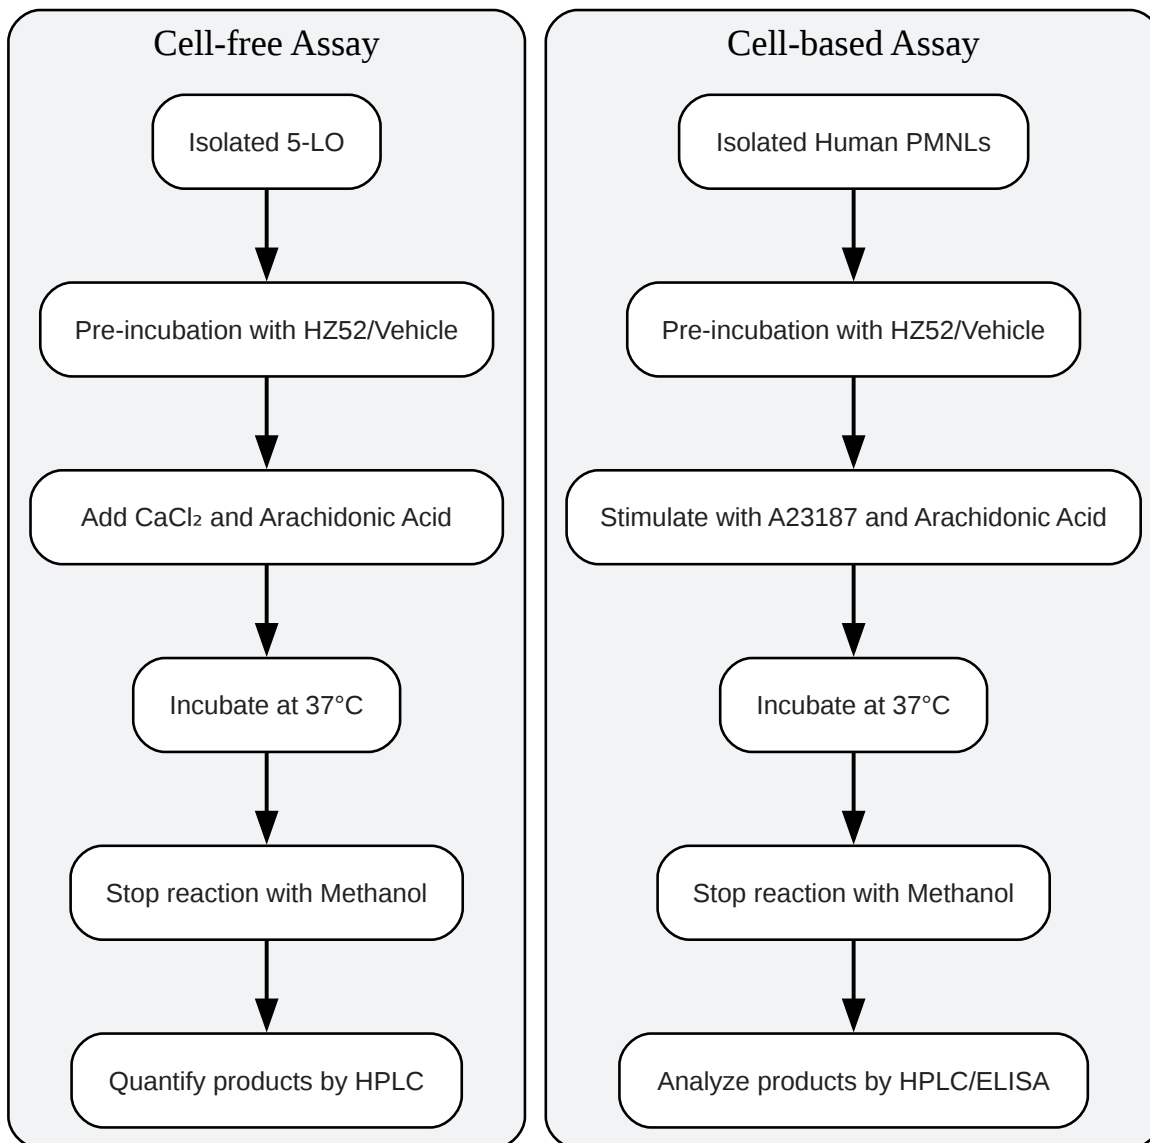 Cell-free Assay
Isolated 5-LO
Pre-incubation with HZ52/Vehicle
Add CaCl₂ and Arachidonic Acid
Incubate at 37°C
Stop reaction with Methanol
Quantify products by HPLC
Cell-based Assay
Isolated Human PMNLs
Pre-incubation with HZ52/Vehicle
Stimulate with A23187 and Arachidonic Acid
Incubate at 37°C
Stop reaction with Methanol
Analyze products by HPLC/ELISA